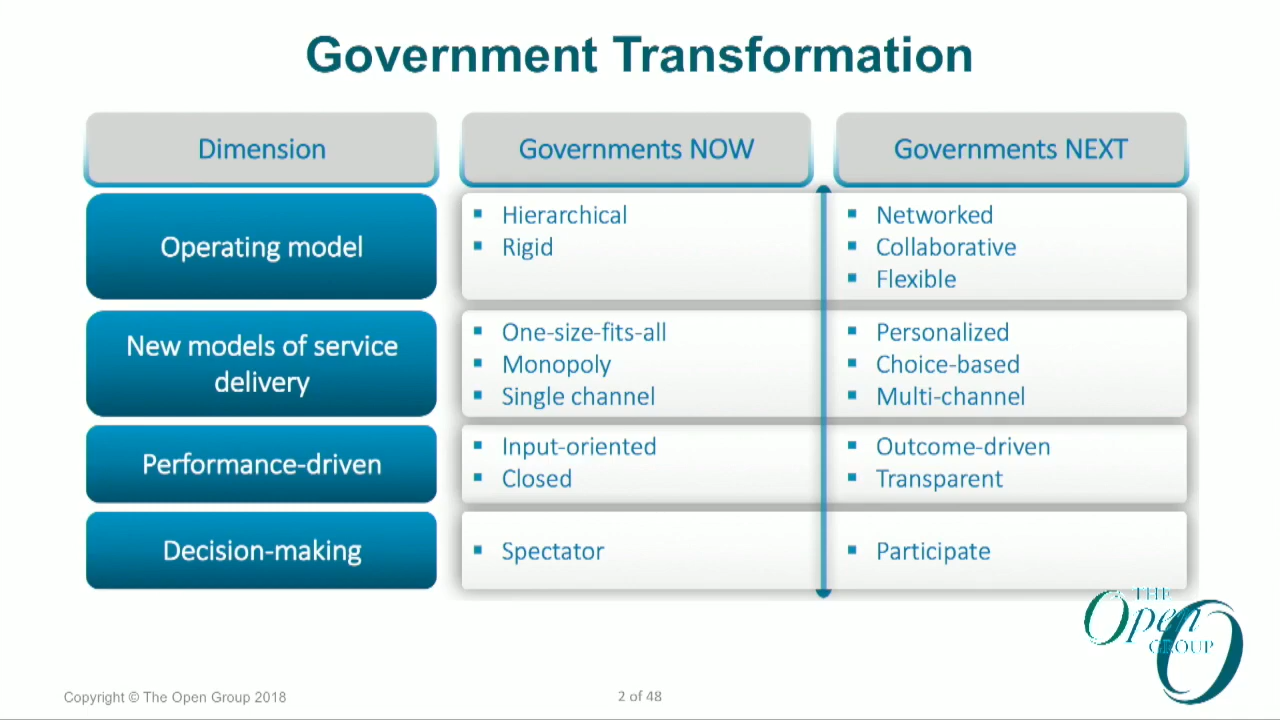 Government Transformation
Dimension
Governments NOW
Governments NEXT
Operating model
▪ Hierarchical
▪ Rigid
▪ Networked
▪ Collaborative
▪ Flexible
New models of service
delivery
▪ One-size-fits-all
▪ Monopoly
▪ Single channel
▪ Personalized
▪ Choice-based
▪ Multi-channel
Performance-driven
▪ Input-oriented
▪ Closed
▪ Outcome-driven
▪ Transparent
Decision-making
▪ Spectator
▪ Participate
THE
Open
GROUP
Copyright © The Open Group 2018
2 of 48